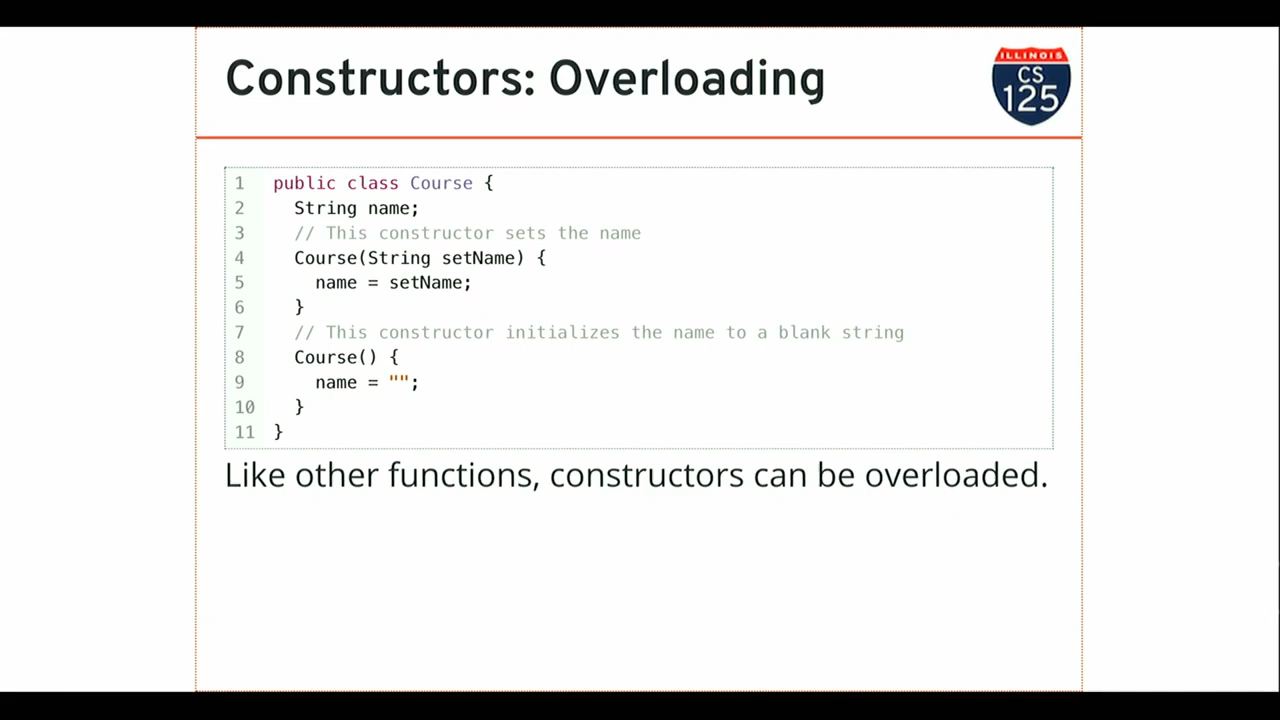 Constructors: Overloading
ILLINOIS
CS
125
1 public class Course {
2   String name;
3   // This constructor sets the name
4   Course(String setName) {
5     name = setName;
6   }
7   // This constructor initializes the name to a blank string
8   Course() {
9     name = "";
10   }
11 }
Like other functions, constructors can be overloaded.